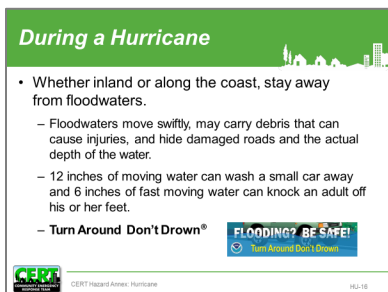 During a Hurricane
• Whether inland or along the coast, stay away
from floodwaters.
– Floodwaters move swiftly, may carry debris that can
cause injuries, and hide damaged roads and the actual
depth of the water.
– 12 inches of moving water can wash a small car away
and 6 inches of fast moving water can knock an adult off
his or her feet.
– Turn Around Don't Drown®
FLOODING? BE SAFE!
Turn Around Don't Drown
CERT
COMMUNITY EMERGENCY
RESPONSE TEAM
CERT Hazard Annex: Hurricane
HU-16